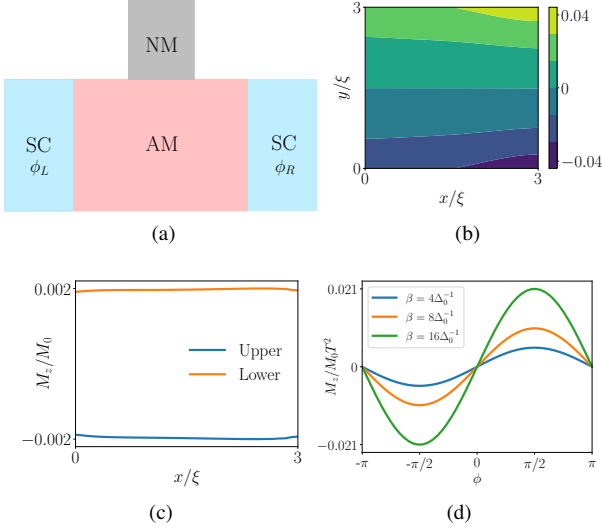 NM
SC
ϕ_L
AM
SC
ϕ_R
(a)
3
y/ξ
0
0
x/ξ
3
0.04
0
−0.04
(b)
0.002
M_z/M_0
−0.002
Upper
Lower
0
x/ξ
3
(c)
0.021
M_z/M_0T^2
0
−0.021
β = 4Δ_0^{-1}
β = 8Δ_0^{-1}
β = 16Δ_0^{-1}
-π
-π/2
0
π/2
π
ϕ
(d)